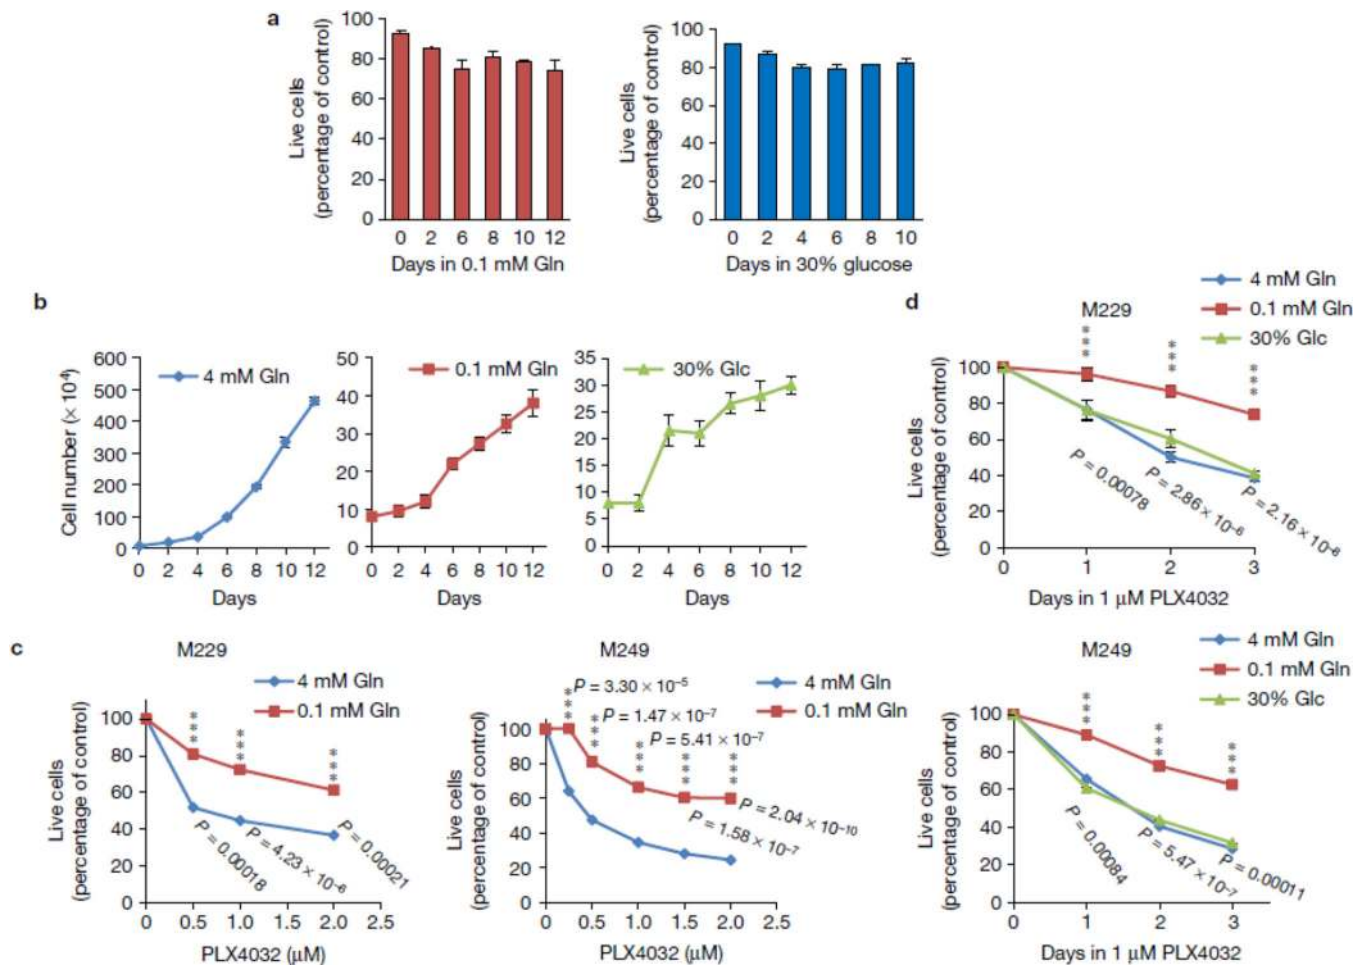 a
100
80
60
40
20
0
Live cells
(percentage of control)
0 2 6 8 10 12
Days in 0.1 mM Gln
100
80
60
40
20
0
Live cells
(percentage of control)
0 2 4 6 8 10
Days in 30% glucose
b
600
500
400
300
200
100
0
Cell number (× 10⁴)
4 mM Gln
0 2 4 6 8 10 12
Days
50
40
30
20
10
0
0.1 mM Gln
0 2 4 6 8 10 12
Days
35
30
25
20
15
10
5
0
30% Glc
0 2 4 6 8 10 12
Days
c
M229
4 mM Gln
0.1 mM Gln
100
80
60
40
20
0
Live cells
(percentage of control)
***
***
***
P = 0.00018
P = 4.23 × 10⁻⁶
P = 0.00021
0 0.5 1.0 1.5 2.0 2.5
PLX4032 (μM)
M249
4 mM Gln
0.1 mM Gln
100
80
60
40
20
0
Live cells
(percentage of control)
***
***
***
***
***
P = 3.30 × 10⁻⁵
P = 1.47 × 10⁻⁷
P = 5.41 × 10⁻⁷
P = 2.04 × 10⁻¹⁰
P = 1.58 × 10⁻⁷
0 0.5 1.0 1.5 2.0
PLX4032 (μM)
d
M229
4 mM Gln
0.1 mM Gln
30% Glc
100
80
60
40
20
0
Live cells
(percentage of control)
***
***
***
P = 0.00078
P = 2.86 × 10⁻⁶
P = 2.16 × 10⁻⁶
0 1 2 3
Days in 1 μM PLX4032
M249
4 mM Gln
0.1 mM Gln
30% Glc
100
80
60
40
20
0
Live cells
(percentage of control)
***
***
***
P = 0.00084
P = 5.47 × 10⁻⁷
P = 0.00011
0 1 2 3
Days in 1 μM PLX4032